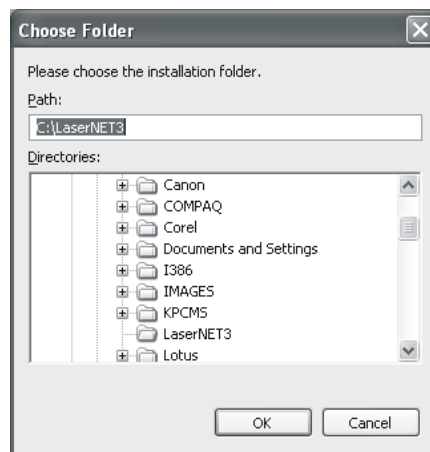 Choose Folder
Please choose the installation folder.
Path:
C:\LaserNET3
Directories:
Canon
COMPAQ
Corel
Documents and Settings
I386
IMAGES
KPCMS
LaserNET3
Lotus
OK Cancel